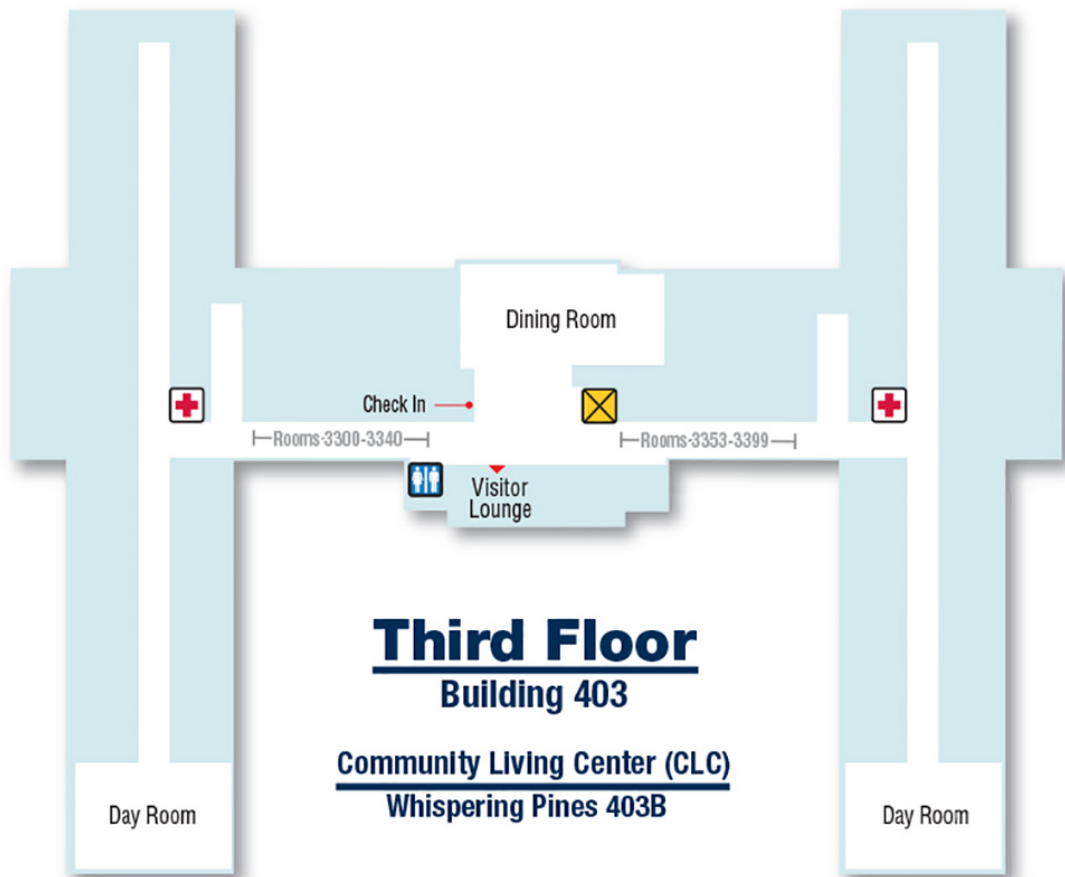 Dining Room
Check In
Rooms-3300-3340
Rooms-3353-3399
Visitor
Lounge
Third Floor
Building 403
Community Living Center (CLC)
Whispering Pines 403B
Day Room
Day Room